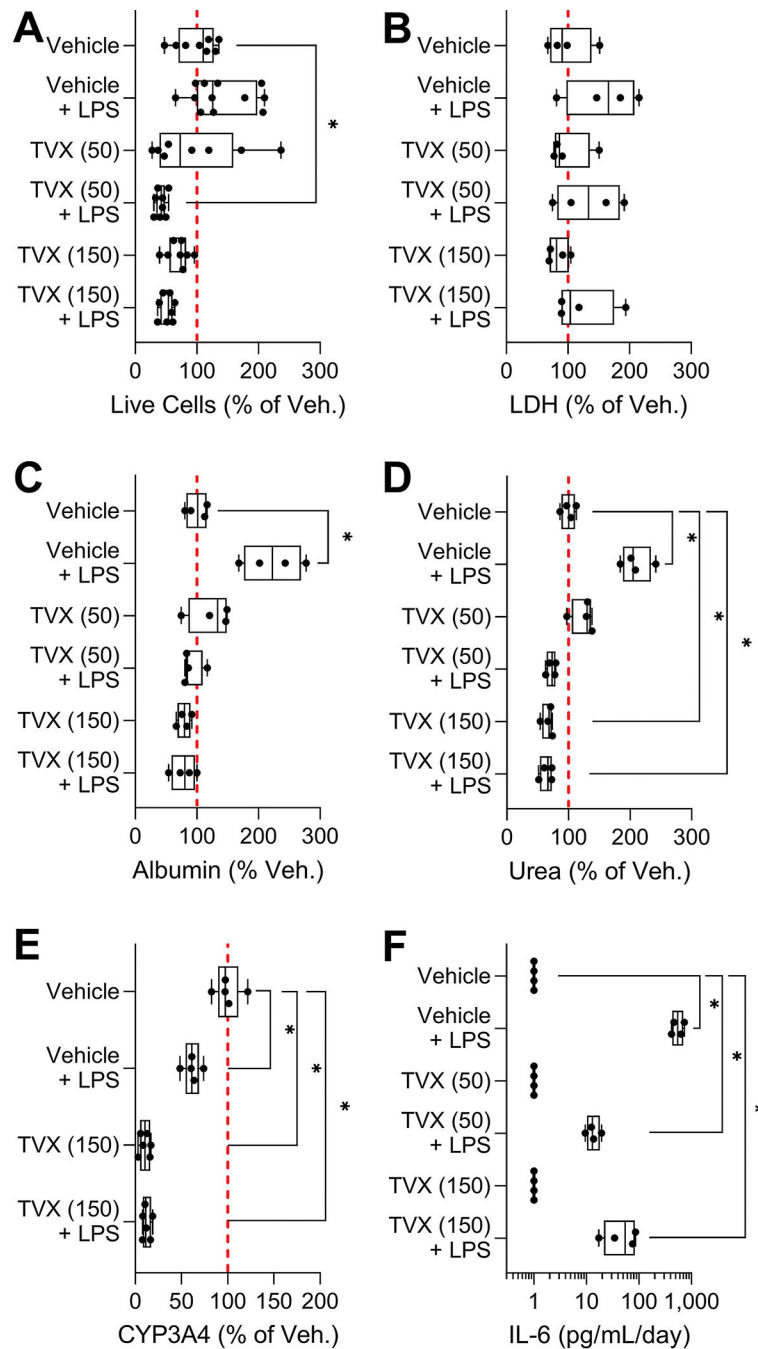 A
Vehicle
Vehicle
+ LPS
TVX (50)
TVX (50)
+ LPS
TVX (150)
TVX (150)
+ LPS
*
0 100 200 300
Live Cells (% of Veh.)
B
Vehicle
Vehicle
+ LPS
TVX (50)
TVX (50)
+ LPS
TVX (150)
TVX (150)
+ LPS
0 100 200 300
LDH (% of Veh.)
C
Vehicle
Vehicle
+ LPS
TVX (50)
TVX (50)
+ LPS
TVX (150)
TVX (150)
+ LPS
*
0 100 200 300
Albumin (% Veh.)
D
Vehicle
Vehicle
+ LPS
TVX (50)
TVX (50)
+ LPS
TVX (150)
TVX (150)
+ LPS
*
*
*
0 100 200 300
Urea (% of Veh.)
E
Vehicle
Vehicle
+ LPS
TVX (150)
TVX (150)
+ LPS
*
*
*
0 50 100 150 200
CYP3A4 (% of Veh.)
F
Vehicle
Vehicle
+ LPS
TVX (50)
TVX (50)
+ LPS
TVX (150)
TVX (150)
+ LPS
*
*
*
1 10 100 1,000
IL-6 (pg/mL/day)